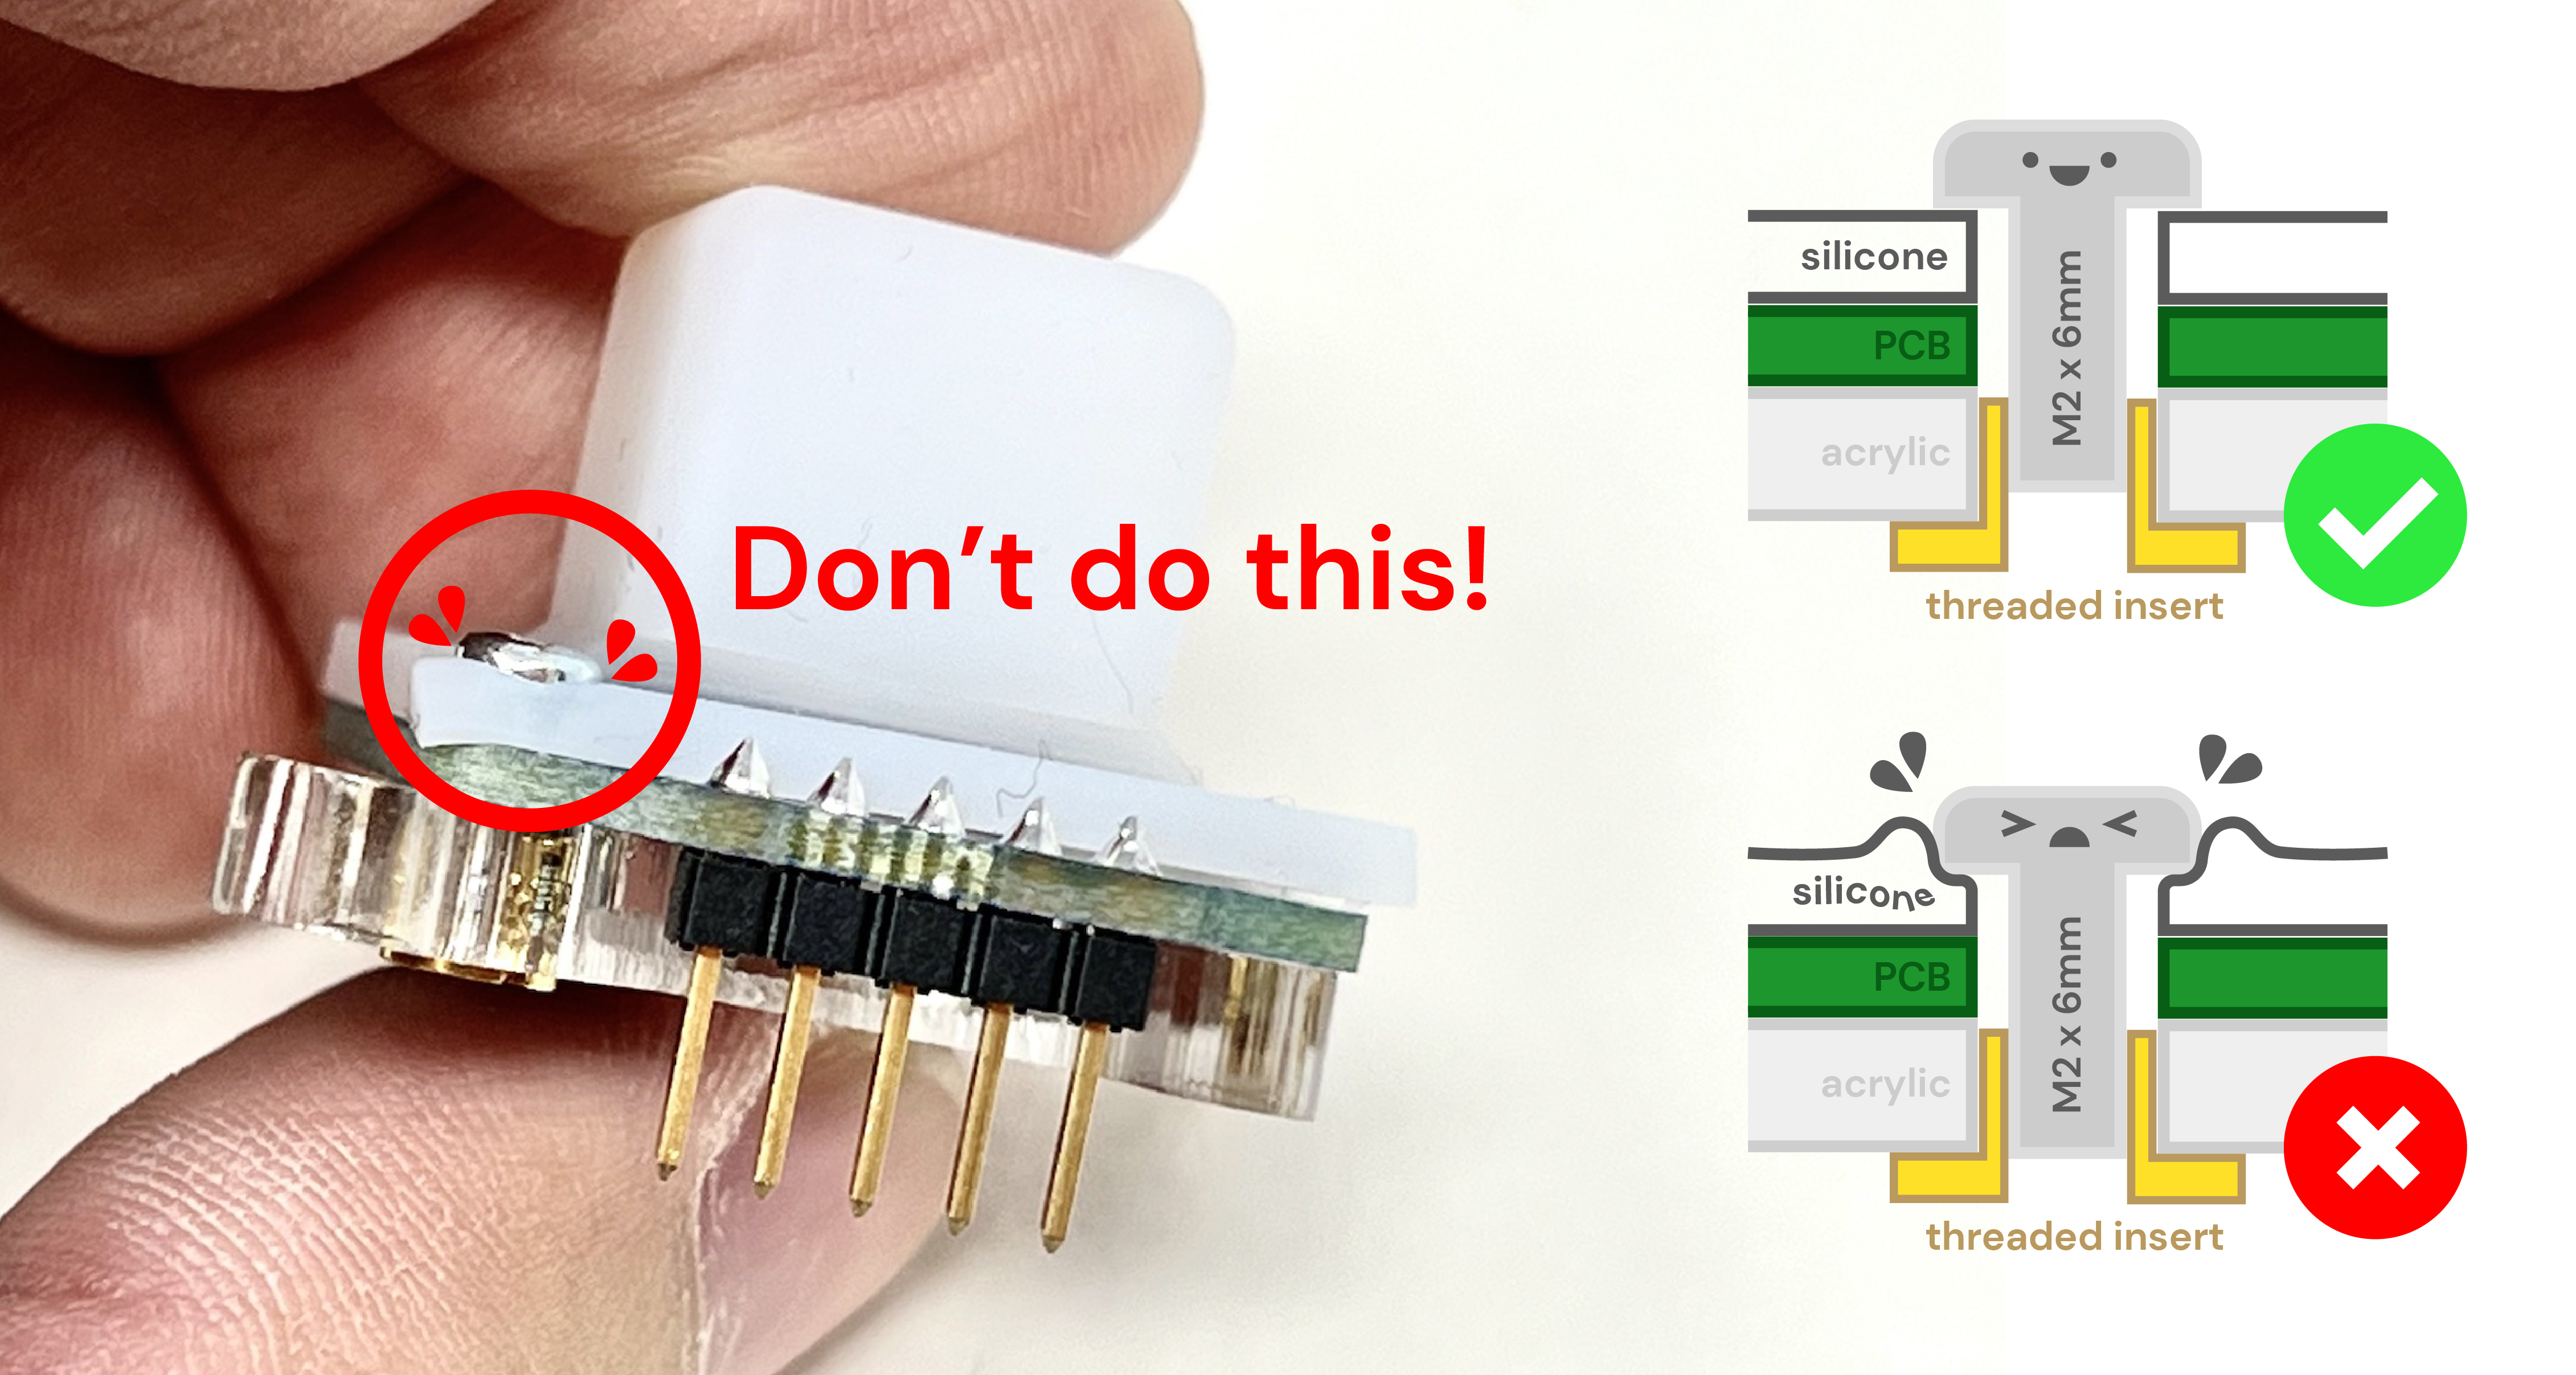 Don’t do this!
silicone
PCB
acrylic
M2 x 6mm
threaded insert
silicone
PCB
acrylic
M2 x 6mm
threaded insert